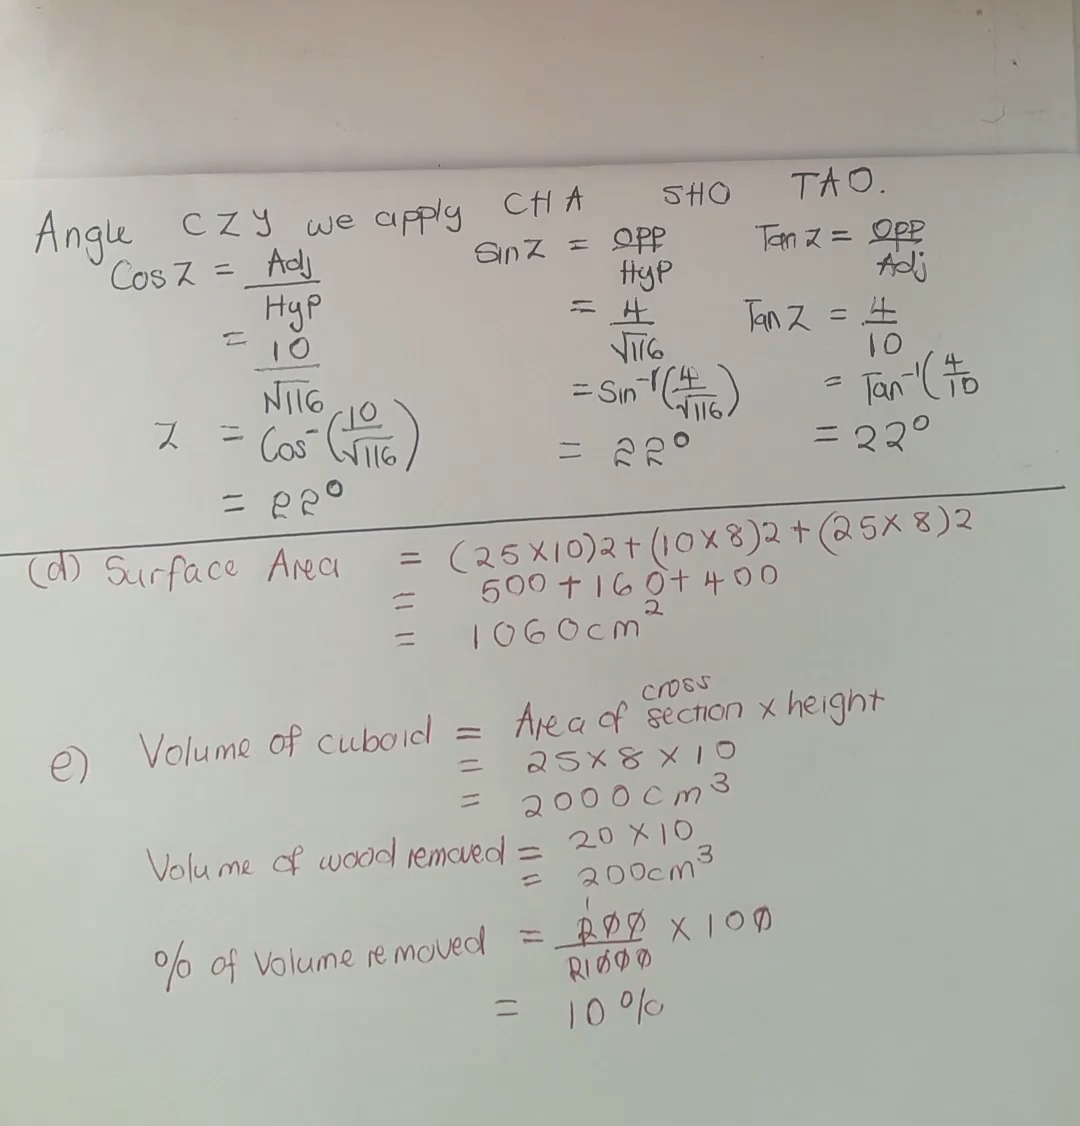 Angle CZY we apply CHA SHO TAO.
Cos Z = Adj / Hyp
= 10 / √116
Z = Cos⁻(10/√116)
= 22°
Sin Z = OPP / Hyp
= 4 / √116
= Sin⁻¹(4/√116)
= 22°
Tan Z = OPP / Adj
Tan Z = 4 / 10
= Tan⁻¹(4/10
= 22°
(d) Surface Area = (25×10)2+(10×8)2+(25×8)2
= 500+160+400
= 1060cm²
e) Volume of cuboid = Area of cross section × height
= 25×8×10
= 2000cm³
Volume of wood removed = 20×10
= 200cm³
% of Volume removed = 200 / 2000 × 100
= 10%